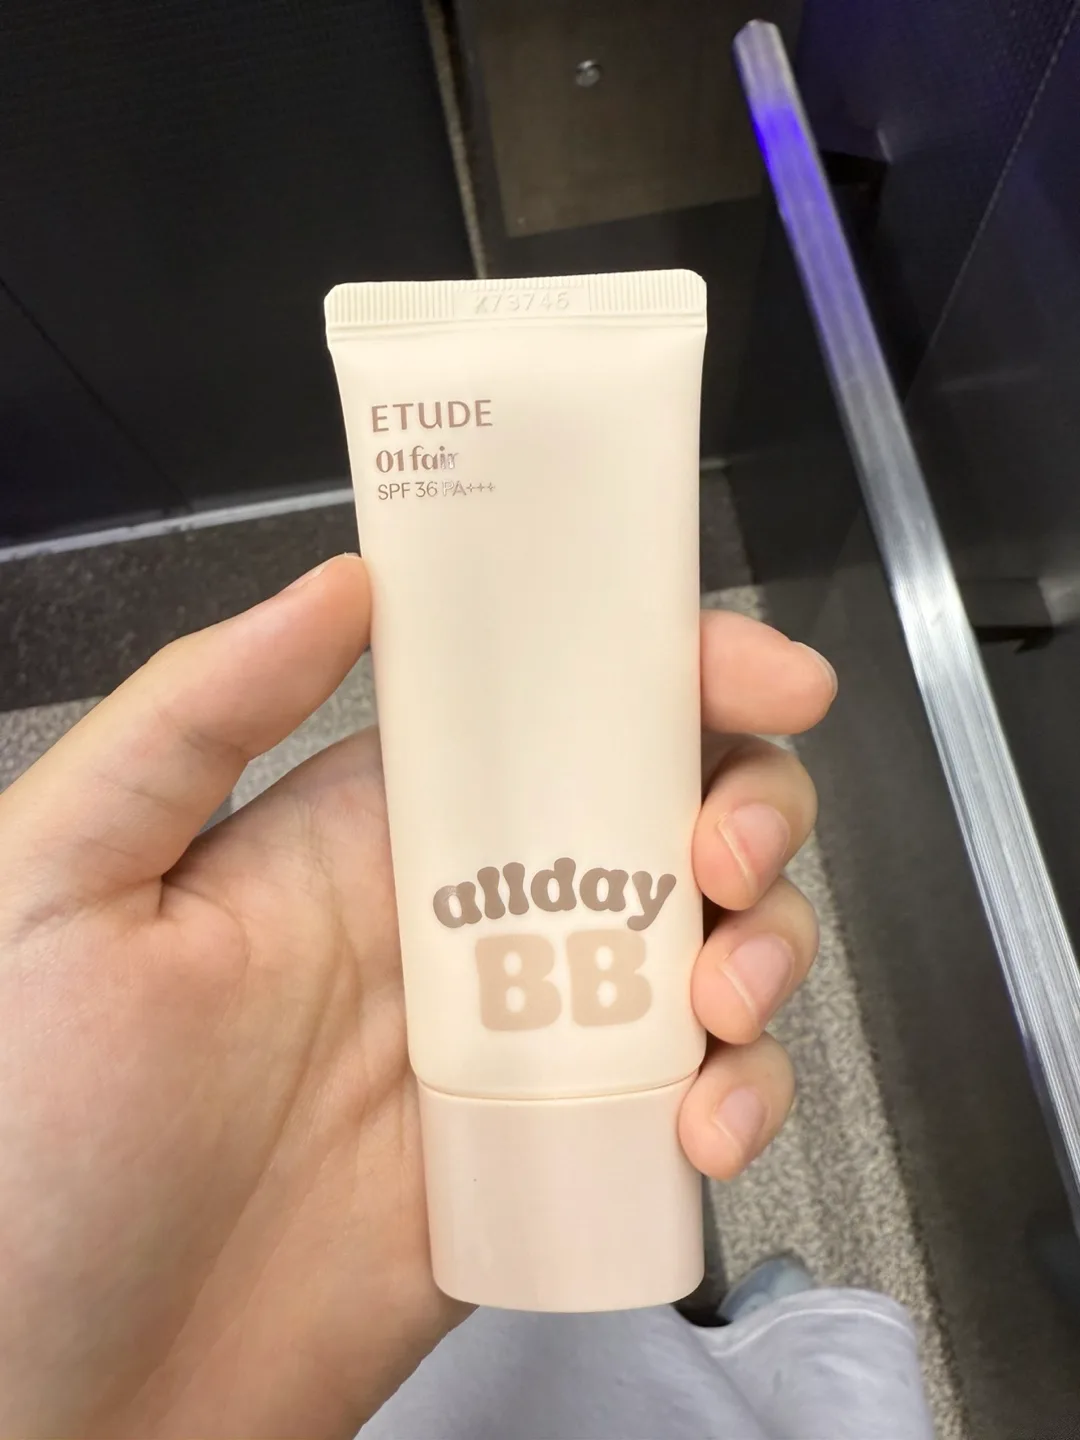 X73745
ETUDE
01 fair
SPF 36 PA+++
allday
BB